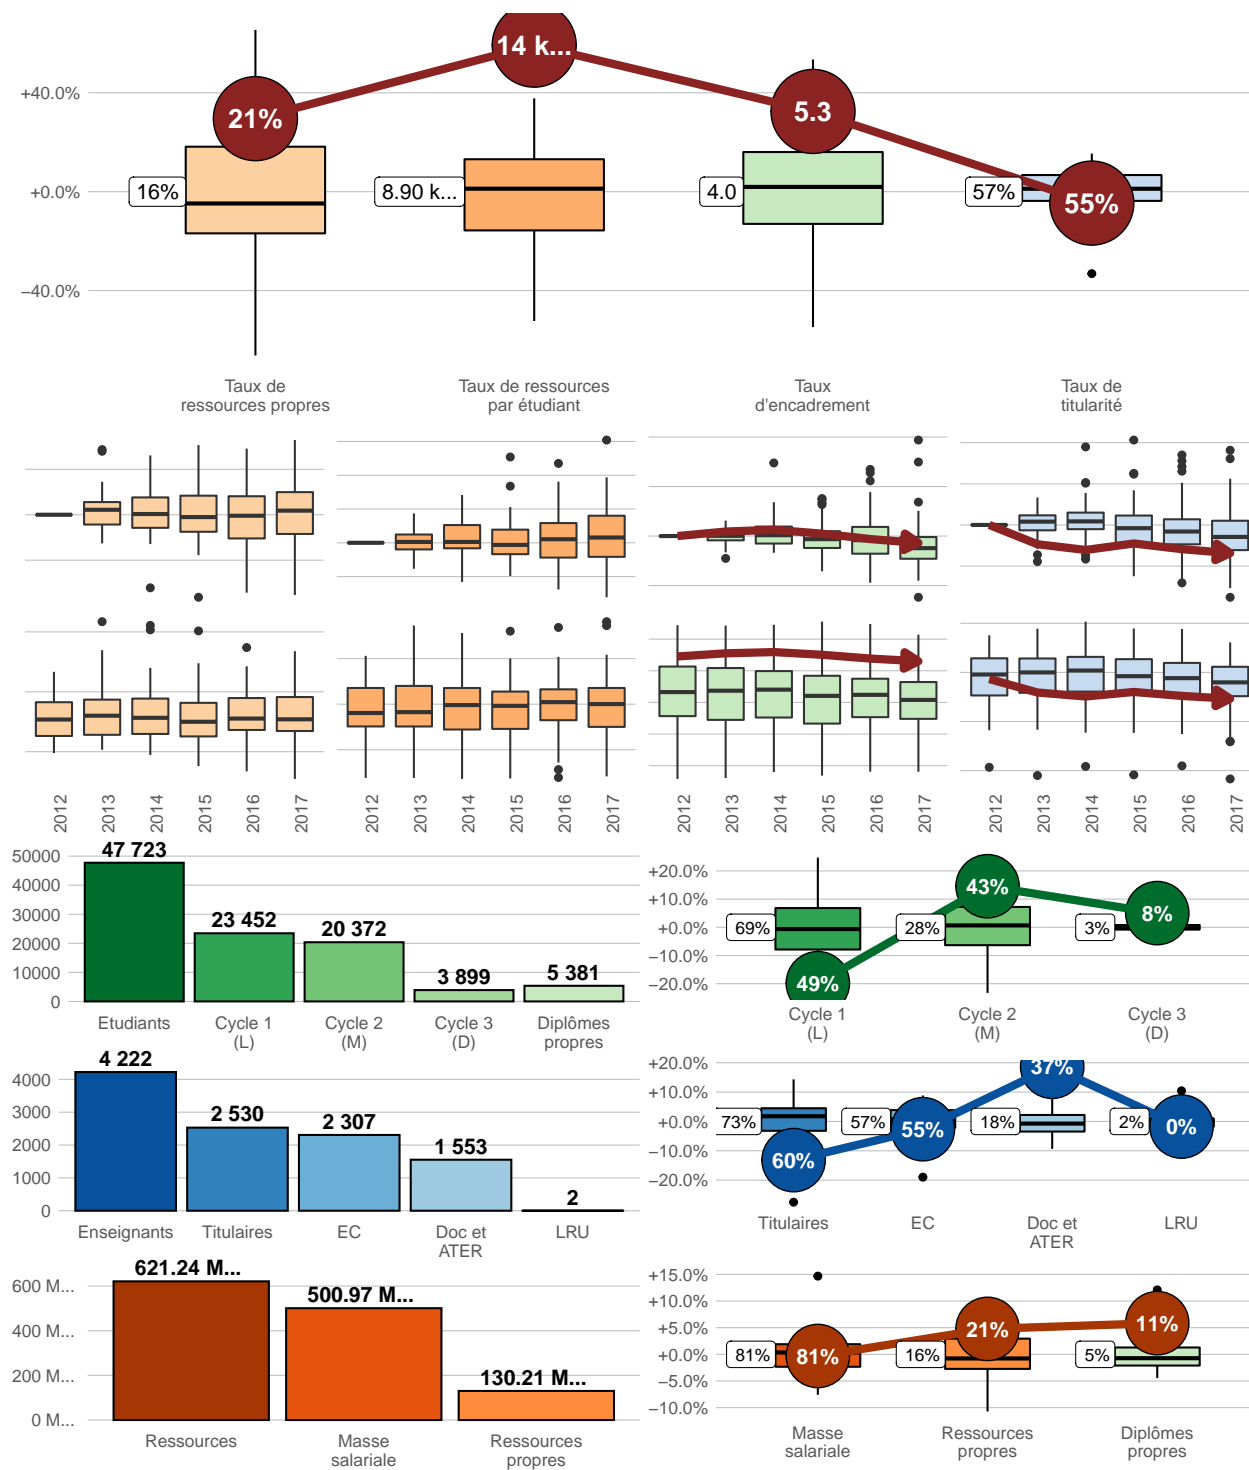 14 k...
+40.0%
21%
5.3
+0.0%
16%
8.90 k...
4.0
57%
55%
−40.0%
Taux de
ressources propres
Taux de ressources
par étudiant
Taux
d'encadrement
Taux de
titularité
2012
2013
2014
2015
2016
2017
2012
2013
2014
2015
2016
2017
2012
2013
2014
2015
2016
2017
2012
2013
2014
2015
2016
2017
50000
40000
30000
20000
10000
0
47 723
23 452
20 372
3 899
5 381
Etudiants
Cycle 1
(L)
Cycle 2
(M)
Cycle 3
(D)
Diplômes
propres
+20.0%
+10.0%
+0.0%
−10.0%
−20.0%
69%
49%
28%
43%
3%
8%
Cycle 1
(L)
Cycle 2
(M)
Cycle 3
(D)
4000
3000
2000
1000
0
4 222
2 530
2 307
1 553
2
Enseignants
Titulaires
EC
Doc et
ATER
LRU
+20.0%
+10.0%
+0.0%
−10.0%
−20.0%
73%
60%
57%
55%
18%
37%
2%
0%
Titulaires
EC
Doc et
ATER
LRU
600 M...
400 M...
200 M...
0 M...
621.24 M...
500.97 M...
130.21 M...
Ressources
Masse
salariale
Ressources
propres
+15.0%
+10.0%
+5.0%
+0.0%
−5.0%
−10.0%
81%
81%
16%
21%
5%
11%
Masse
salariale
Ressources
propres
Diplômes
propres